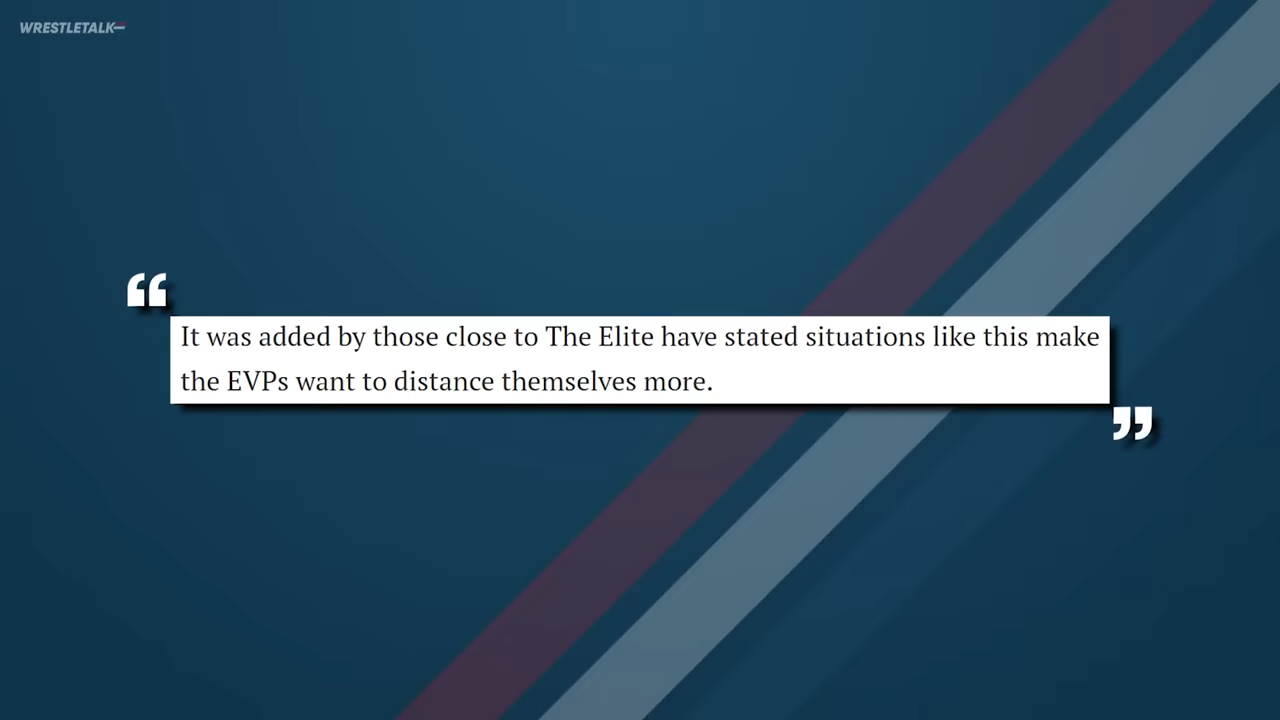 WRESTLETALK
“
It was added by those close to The Elite have stated situations like this make
the EVPs want to distance themselves more.
”